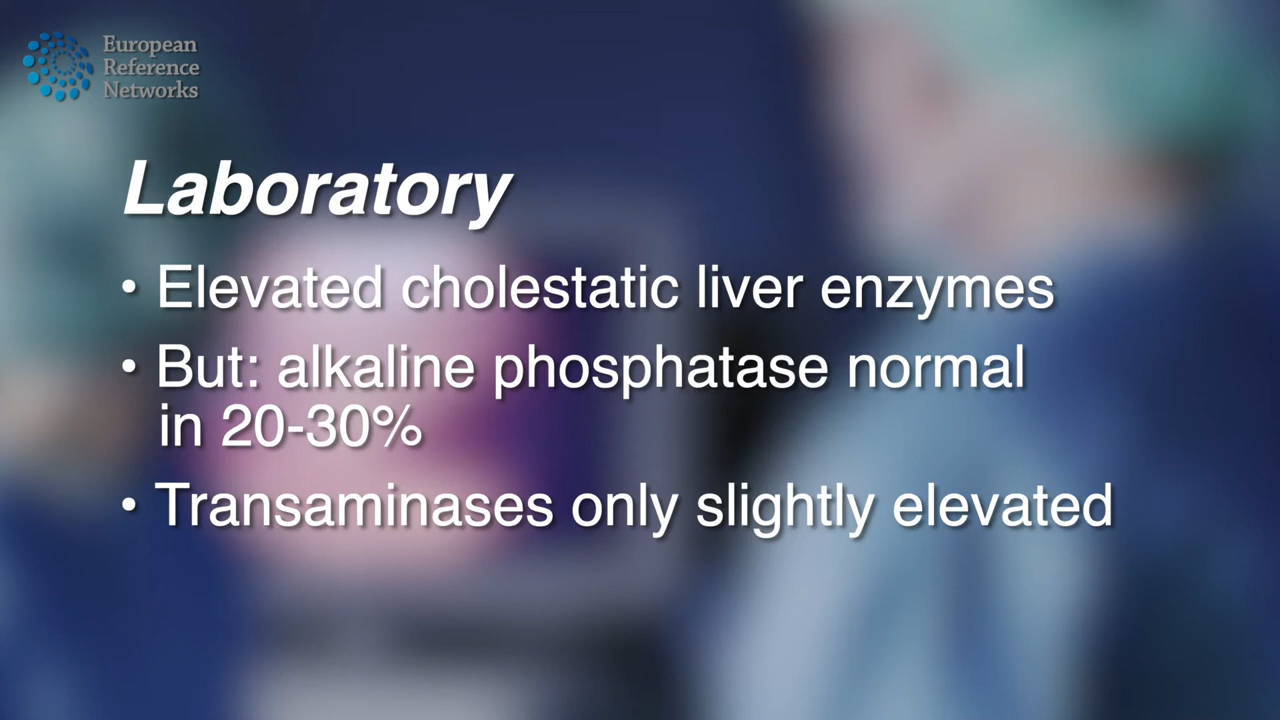 European
Reference
Networks
Laboratory
• Elevated cholestatic liver enzymes
• But: alkaline phosphatase normal
in 20-30%
• Transaminases only slightly elevated